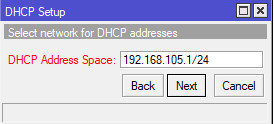 DHCP Setup
Select network for DHCP addresses
DHCP Address Space: 192.168.105.1/24
Back Next Cancel